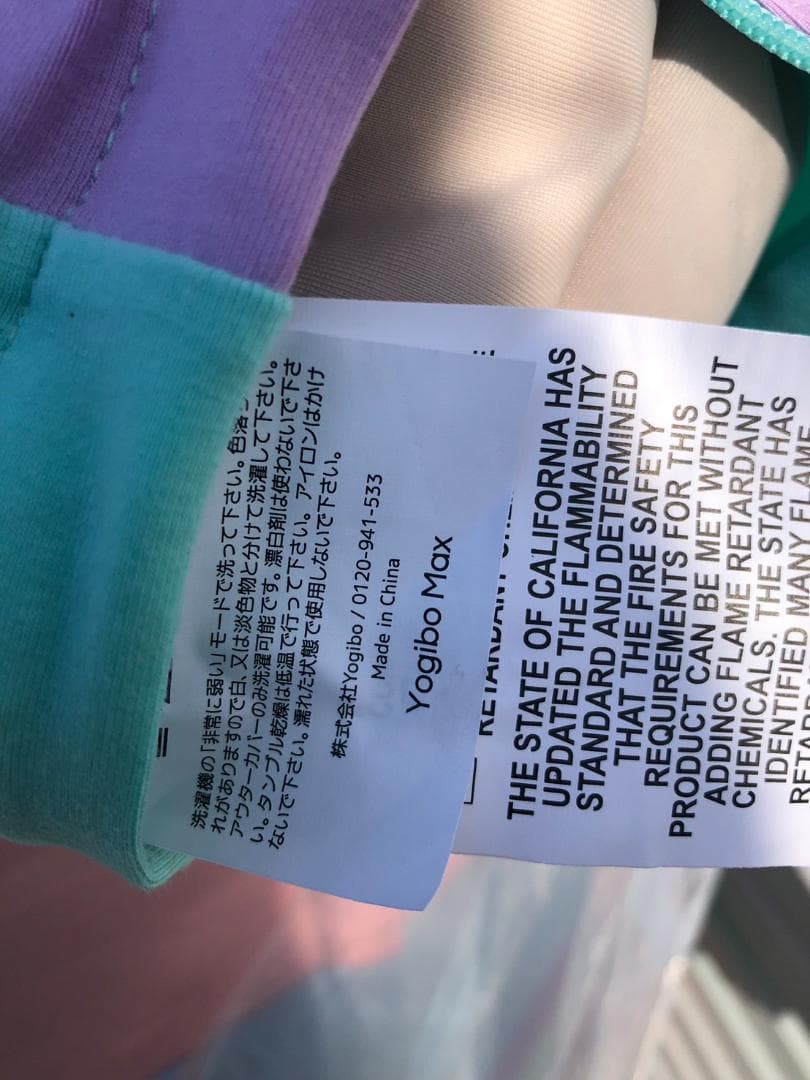 洗濯機の「非常に弱い」モードで洗って下さい。色落
れがありますので白、又は淡色物と分けて洗濯して下さい。
アウターカバーのみ洗濯可能です。漂白剤は使わないで下さ
い。タンブル乾燥は低温で行って下さい。アイロンはかけ
ないで下さい。濡れた状態で使用しないで下さい。
株式会社Yogibo / 0120-941-533
Made in China
Yogibo Max
THE STATE OF CALIFORNIA HAS
UPDATED THE FLAMMABILITY
STANDARD AND DETERMINED
THAT THE FIRE SAFETY
REQUIREMENTS FOR THIS
PRODUCT CAN BE MET WITHOUT
ADDING FLAME RETARDANT
CHEMICALS. THE STATE HAS
IDENTIFIED MANY FLAME